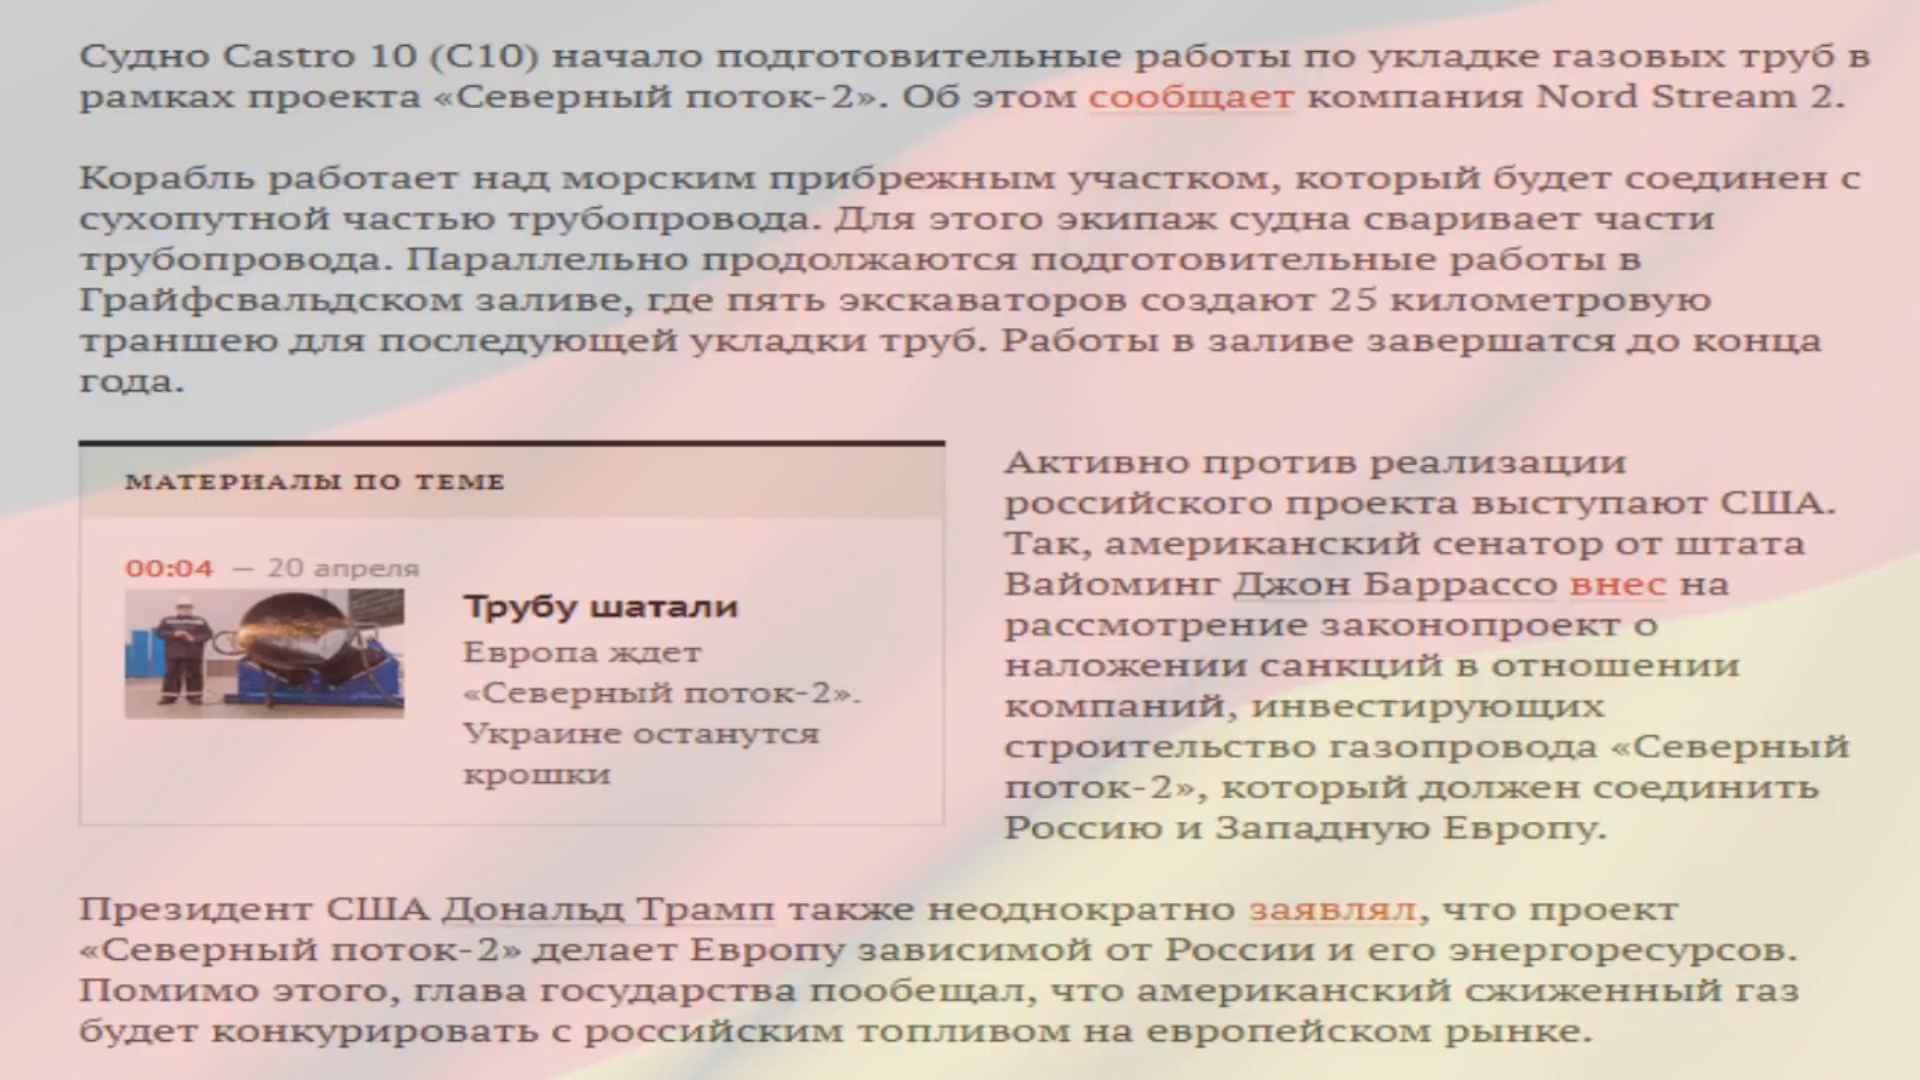 Судно Castro 10 (С10) начало подготовительные работы по укладке газовых труб в
рамках проекта «Северный поток-2». Об этом сообщает компания Nord Stream 2.
Корабль работает над морским прибрежным участком, который будет соединен с
сухопутной частью трубопровода. Для этого экипаж судна сваривает части
трубопровода. Параллельно продолжаются подготовительные работы в
Грайфсвальдском заливе, где пять экскаваторов создают 25 километровую
траншею для последующей укладки труб. Работы в заливе завершатся до конца
года.
МАТЕРИАЛЫ ПО ТЕМЕ
00:04 — 20 апреля
Трубу шатали
Европа ждет
«Северный поток-2».
Украине останутся
крошки
Активно против реализации
российского проекта выступают США.
Так, американский сенатор от штата
Вайоминг Джон Баррассо внес на
рассмотрение законопроект о
наложении санкций в отношении
компаний, инвестирующих
строительство газопровода «Северный
поток-2», который должен соединить
Россию и Западную Европу.
Президент США Дональд Трамп также неоднократно заявлял, что проект
«Северный поток-2» делает Европу зависимой от России и его энергоресурсов.
Помимо этого, глава государства пообещал, что американский сжиженный газ
будет конкурировать с российским топливом на европейском рынке.